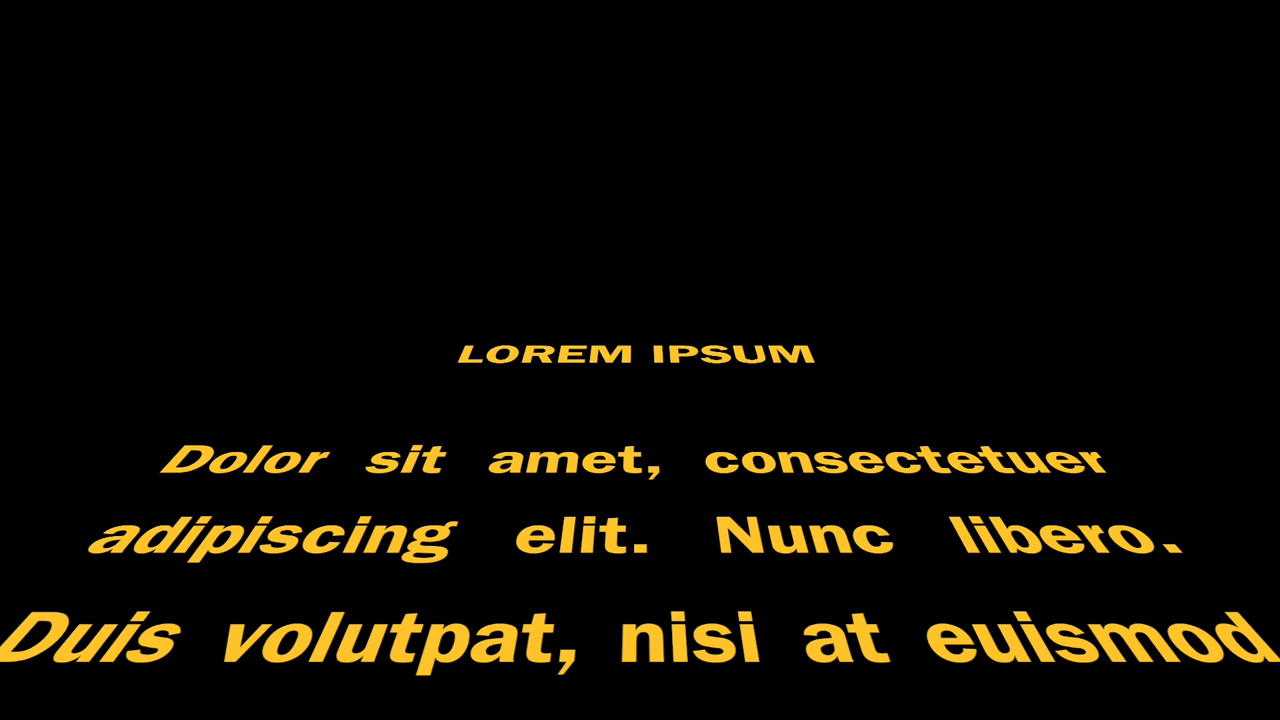 LOREM IPSUM
Dolor sit amet, consectetuer
adipiscing elit. Nunc libero.
Duis volutpat, nisi at euismod